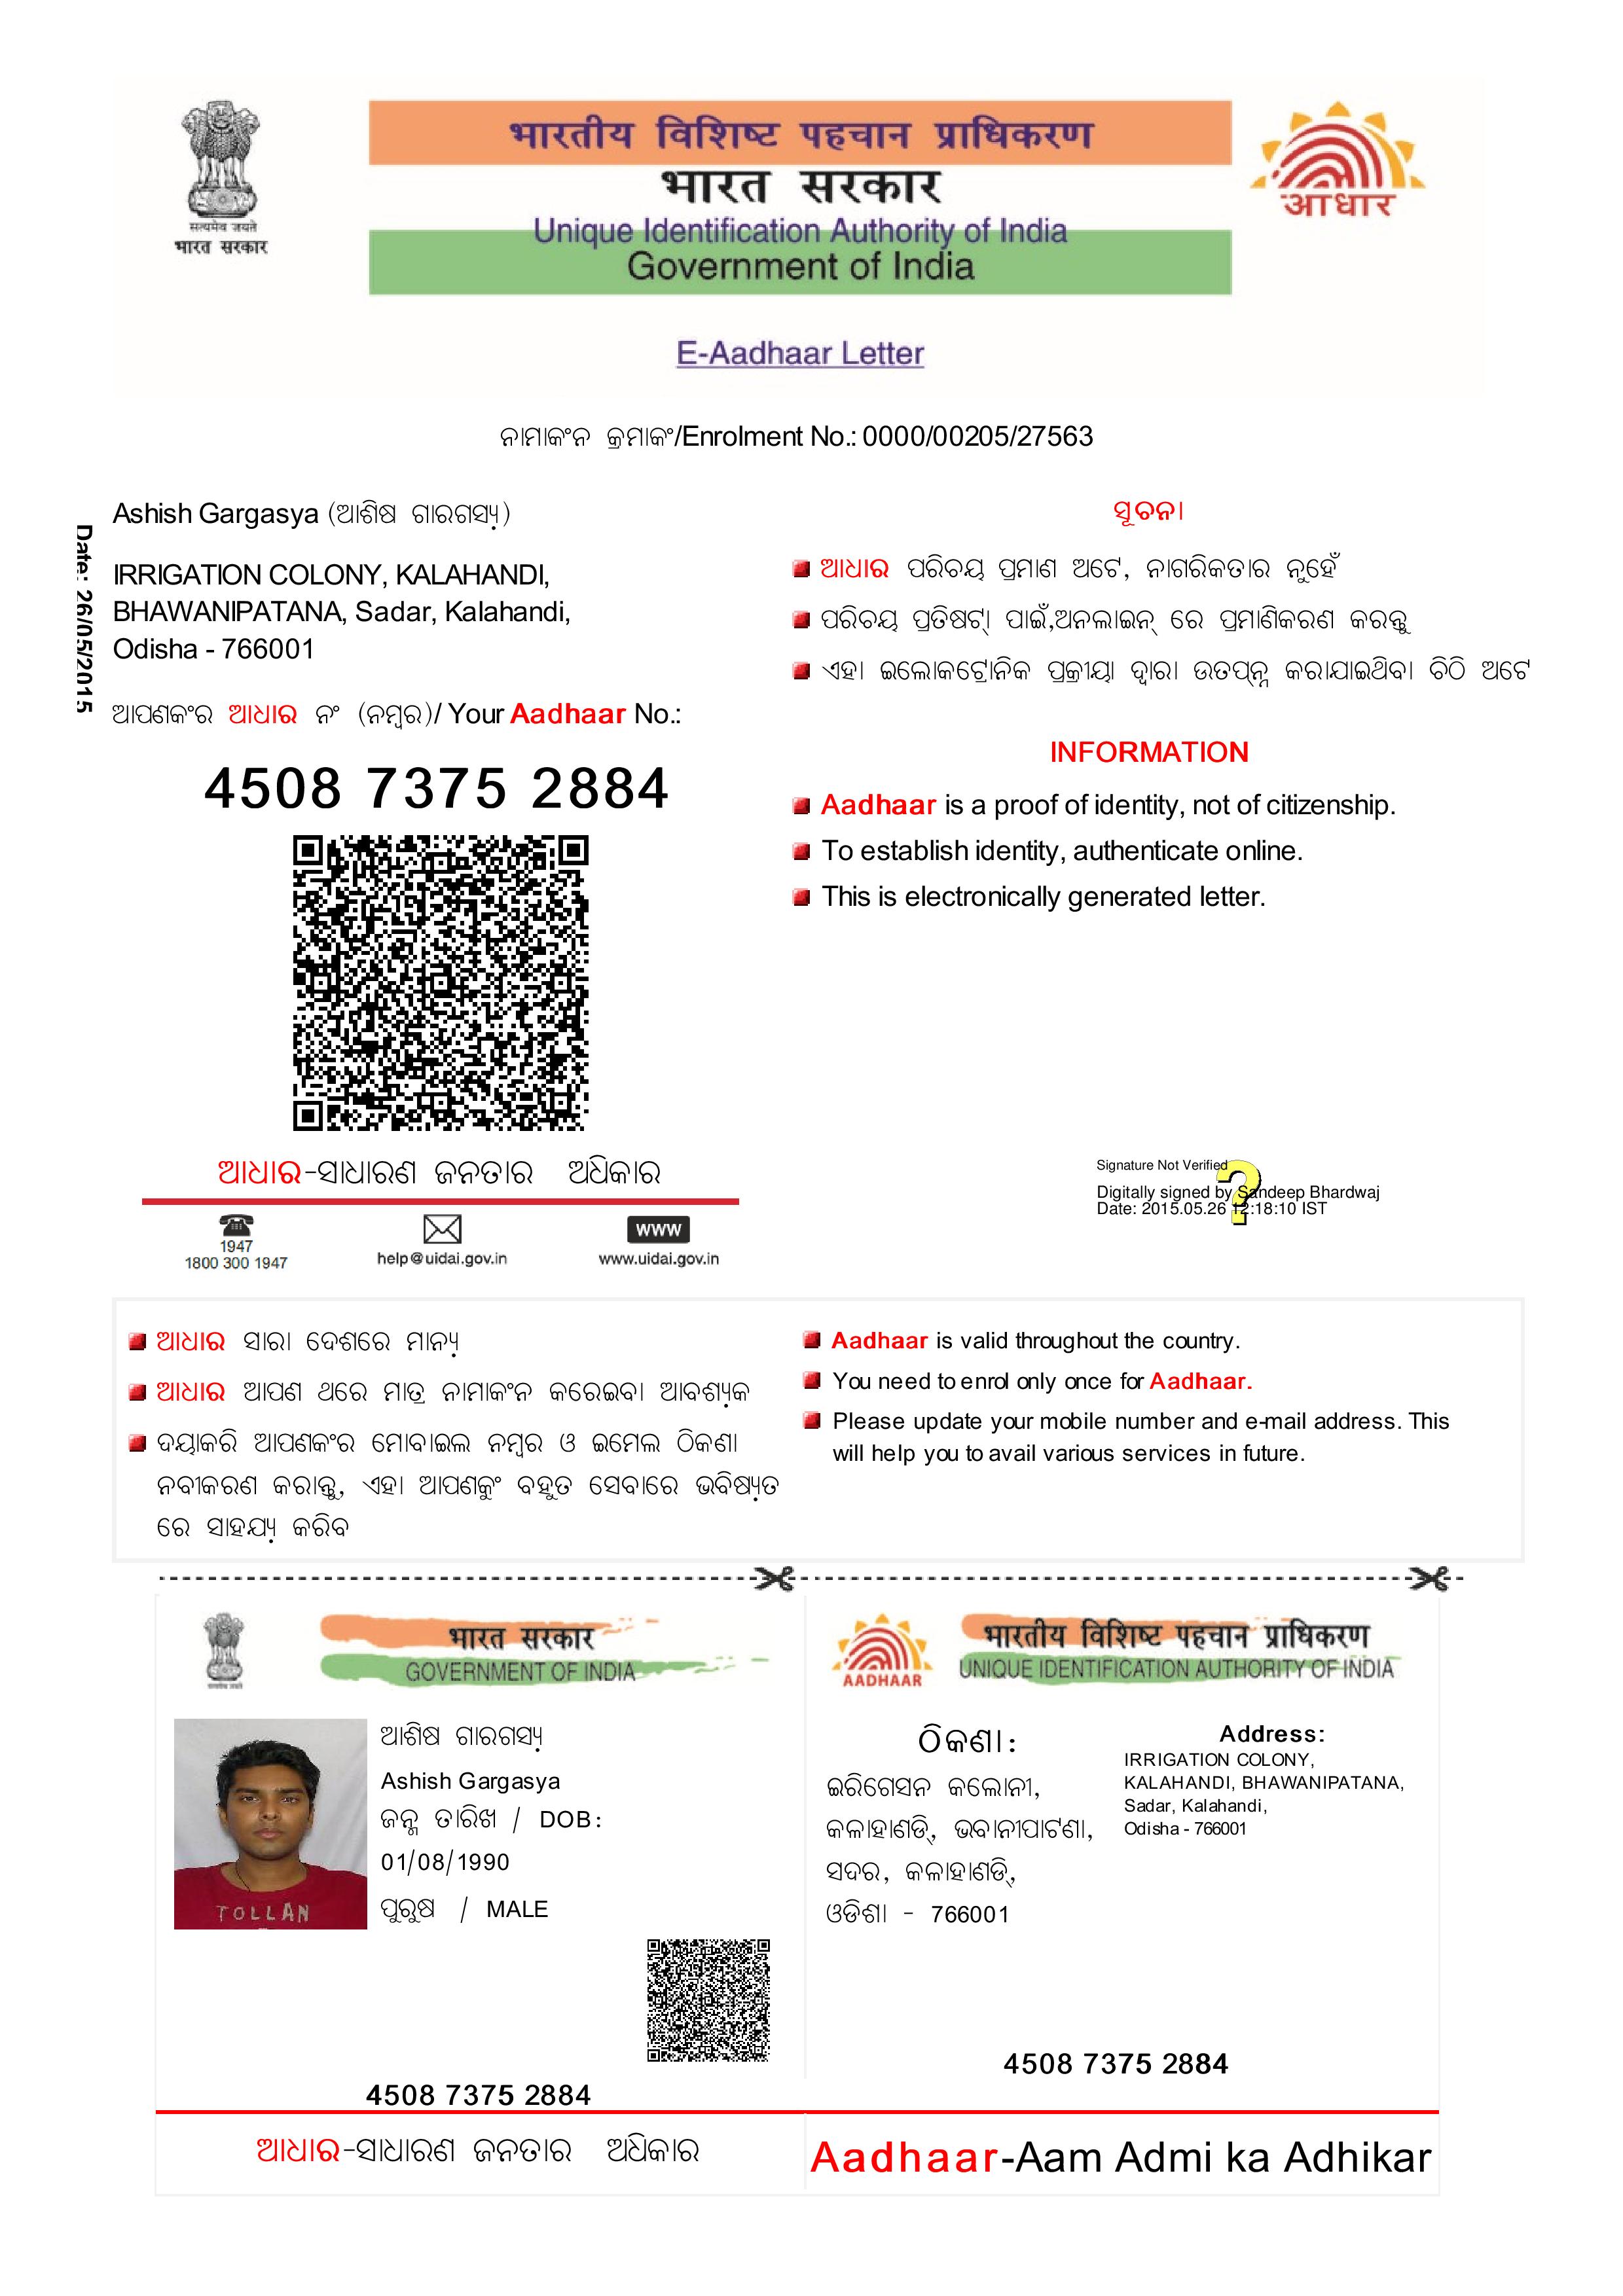 सत्यमेव जयते
भारत सरकार
भारतीय विशिष्ट पहचान प्राधिकरण
भारत सरकार
Unique Identification Authority of India
Government of India
आधार
E-Aadhaar Letter
ନାମାକଂନ କ୍ରମାକଂ/Enrolment No.: 0000/00205/27563
Date: 26/05/2015
Ashish Gargasya (ଆଶିଷ ଗାରଗସ୍ୟ)
IRRIGATION COLONY, KALAHANDI,
BHAWANIPATANA, Sadar, Kalahandi,
Odisha - 766001
ଆପଣକଂର ଆଧାର ନଂ (ନମ୍ବର)/ Your Aadhaar No.:
4508 7375 2884
ସୂଚନା
ଆଧାର ପରିଚୟ ପ୍ରମାଣ ଅଟେ, ନାଗରିକତାର ନୁହେଁ
ପରିଚୟ ପ୍ରତିଷଟ୍ହା ପାଇଁ,ଅନଲାଇନ୍ ରେ ପ୍ରମାଣିକରଣ କରନ୍ତୁ
ଏହା ଇଲୋକଟ୍ରୋନିକ ପ୍ରକ୍ରୀୟା ଦ୍ୱାରା ଉତପ୍ନ୍ନ କରାଯାଇଥିବା ଚିଠି ଅଟେ
INFORMATION
Aadhaar is a proof of identity, not of citizenship.
To establish identity, authenticate online.
This is electronically generated letter.
ଆଧାର-ସାଧାରଣ ଜନତାର ଅଧିକାର
1947
1800 300 1947
help@uidai.gov.in
www
www.uidai.gov.in
Signature Not Verified
Digitally signed by Sandeep Bhardwaj
Date: 2015.05.26 12:18:10 IST
ଆଧାର ସାରା ଦେଶରେ ମାନ୍ୟ
ଆଧାର ଆପଣ ଥରେ ମାତ୍ର ନାମାକଂନ କରେଇବା ଆବଶ୍ୟକ
ଦୟାକରି ଆପଣକଂର ମୋବାଇଲ ନମ୍ବର ଓ ଇମେଲ ଠିକଣା
ନବୀକରଣ କରାନ୍ତୁ, ଏହା ଆପଣକୁଂ ବହୁତ ସେବାରେ ଭବିଷ୍ୟତ
ରେ ସାହଯ୍ୟ କରିବ
Aadhaar is valid throughout the country.
You need to enrol only once for Aadhaar.
Please update your mobile number and e-mail address. This
will help you to avail various services in future.
भारत सरकार
GOVERNMENT OF INDIA
ଆଶିଷ ଗାରଗସ୍ୟ
Ashish Gargasya
ଜନ୍ମ ତାରିଖ / DOB:
01/08/1990
ପୁରୁଷ / MALE
TOLLAN
4508 7375 2884
ଆଧାର-ସାଧାରଣ ଜନତାର ଅଧିକାର
AADHAAR
भारतीय विशिष्ट पहचान प्राधिकरण
UNIQUE IDENTIFICATION AUTHORITY OF INDIA
ଠିକଣା:
ଇରିଗେସନ କଲୋନୀ,
କଳାହାଣଡି, ଭବାନୀପାଟଣା,
ସଦର, କଳାହାଣଡି,
ଓଡିଶା - 766001
Address:
IRRIGATION COLONY,
KALAHANDI, BHAWANIPATANA,
Sadar, Kalahandi,
Odisha - 766001
4508 7375 2884
Aadhaar-Aam Admi ka Adhikar